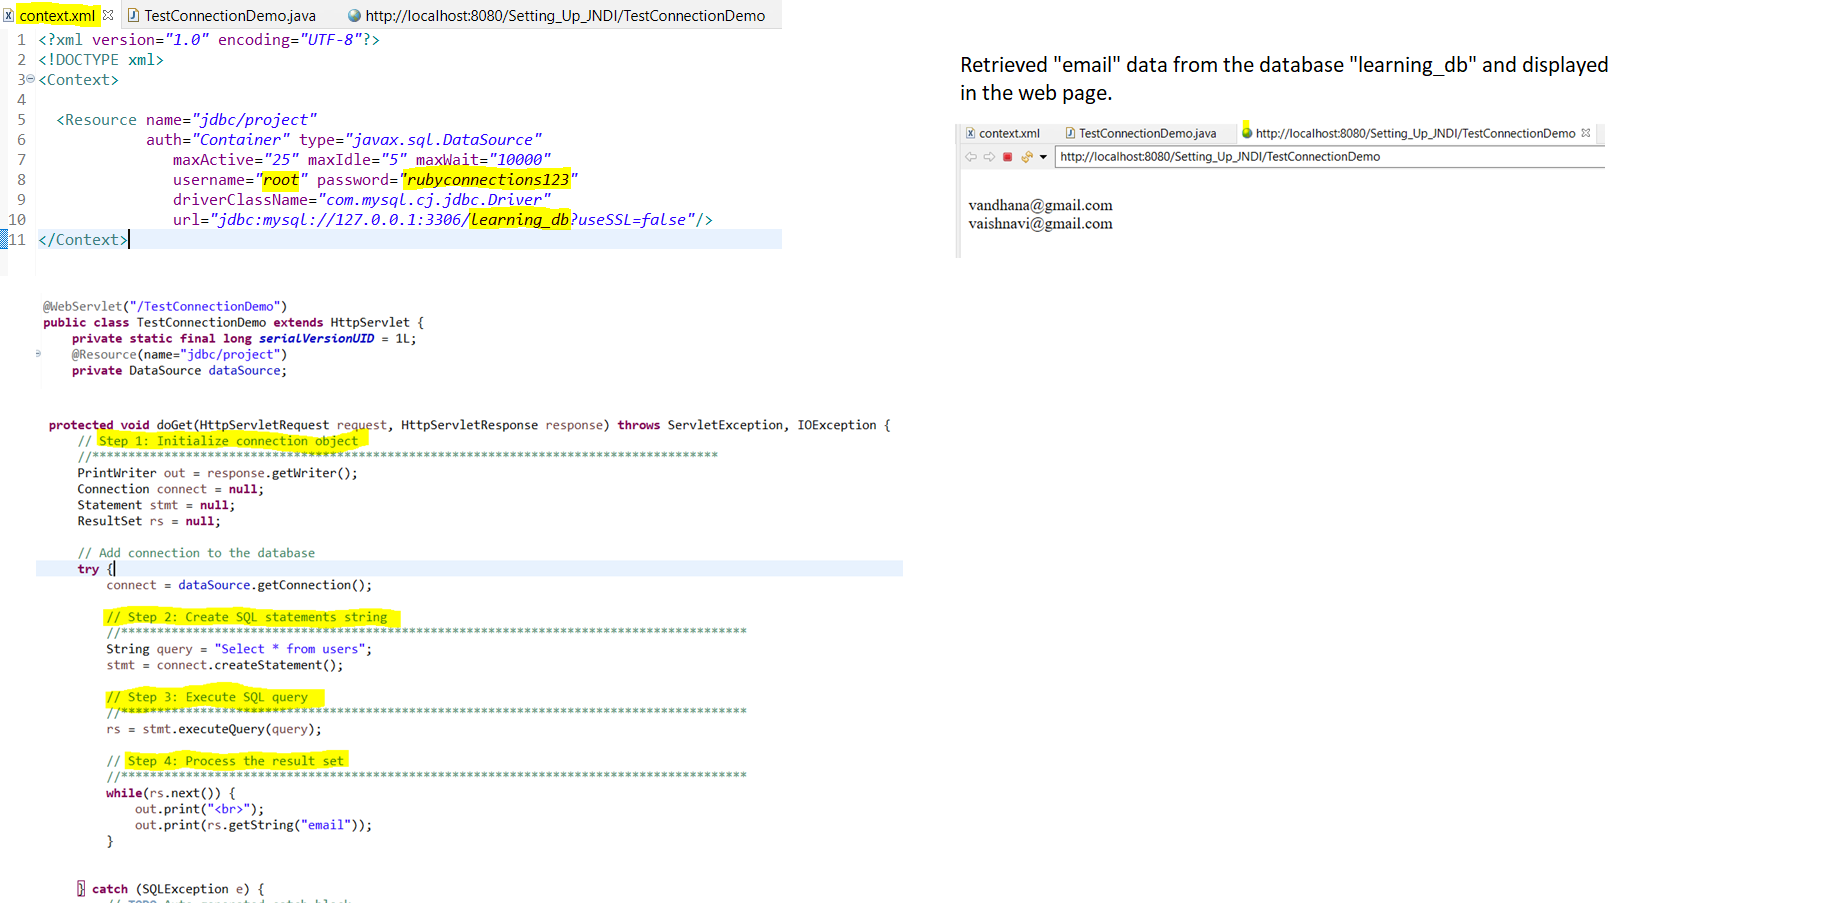 context.xml TestConnectionDemo.java http://localhost:8080/Setting_Up_JNDI/TestConnectionDemo
1 <?xml version="1.0" encoding="UTF-8"?>
2 <!DOCTYPE xml>
3 <Context>
4
5 <Resource name="jdbc/project"
6 auth="Container" type="javax.sql.DataSource"
7 maxActive="25" maxIdle="5" maxWait="10000"
8 username="root" password="rubyconnections123"
9 driverClassName="com.mysql.cj.jdbc.Driver"
10 url="jdbc:mysql://127.0.0.1:3306/learning_db?useSSL=false"/>
11 </Context>
Retrieved "email" data from the database "learning_db" and displayed
in the web page.
context.xml TestConnectionDemo.java http://localhost:8080/Setting_Up_JNDI/TestConnectionDemo
http://localhost:8080/Setting_Up_JNDI/TestConnectionDemo
vandhana@gmail.com
vaishnavi@gmail.com
@WebServlet("/TestConnectionDemo")
public class TestConnectionDemo extends HttpServlet {
private static final long serialVersionUID = 1L;
@Resource(name="jdbc/project")
private DataSource dataSource;
protected void doGet(HttpServletRequest request, HttpServletResponse response) throws ServletException, IOException {
// Step 1: Initialize connection object
//***************************************************************************************
PrintWriter out = response.getWriter();
Connection connect = null;
Statement stmt = null;
ResultSet rs = null;
// Add connection to the database
try {
connect = dataSource.getConnection();
// Step 2: Create SQL statements string
//***************************************************************************************
String query = "Select * from users";
stmt = connect.createStatement();
// Step 3: Execute SQL query
//***************************************************************************************
rs = stmt.executeQuery(query);
// Step 4: Process the result set
//***************************************************************************************
while(rs.next()) {
out.print("<br>");
out.print(rs.getString("email"));
}
} catch (SQLException e) {